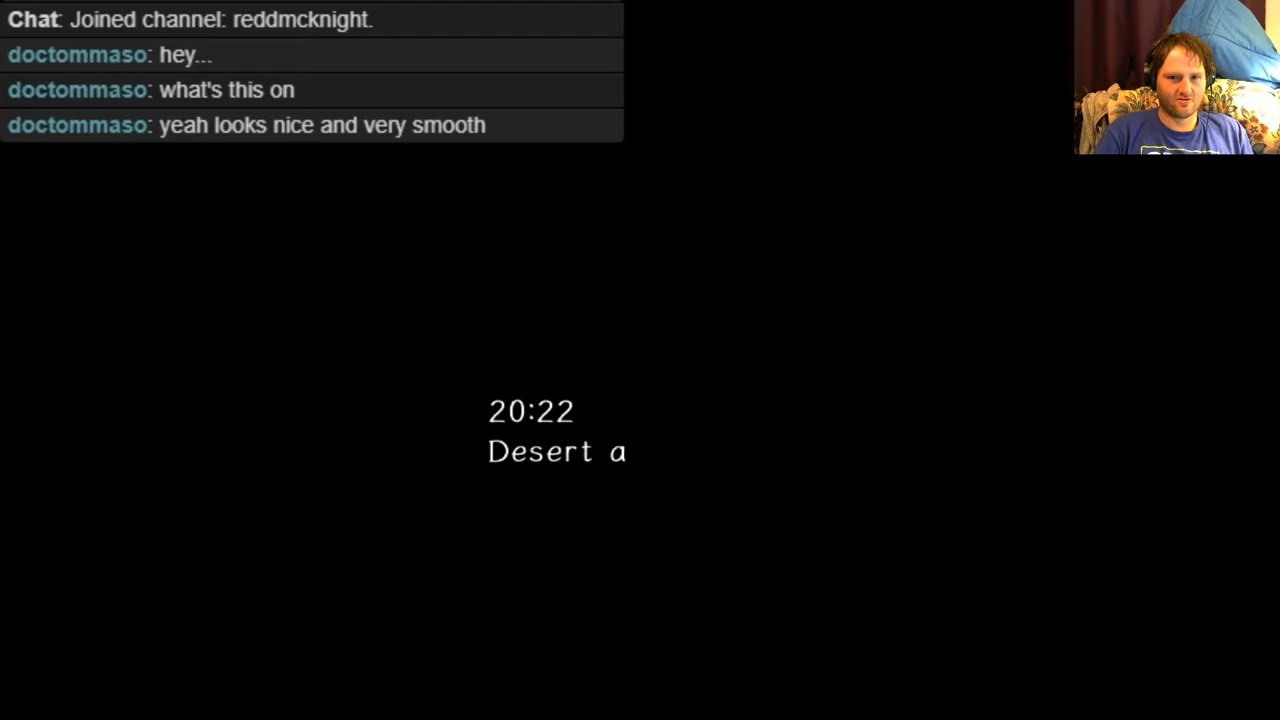 Chat: Joined channel: reddmcknight.
doctommaso: hey...
doctommaso: what's this on
doctommaso: yeah looks nice and very smooth
20:22
Desert a